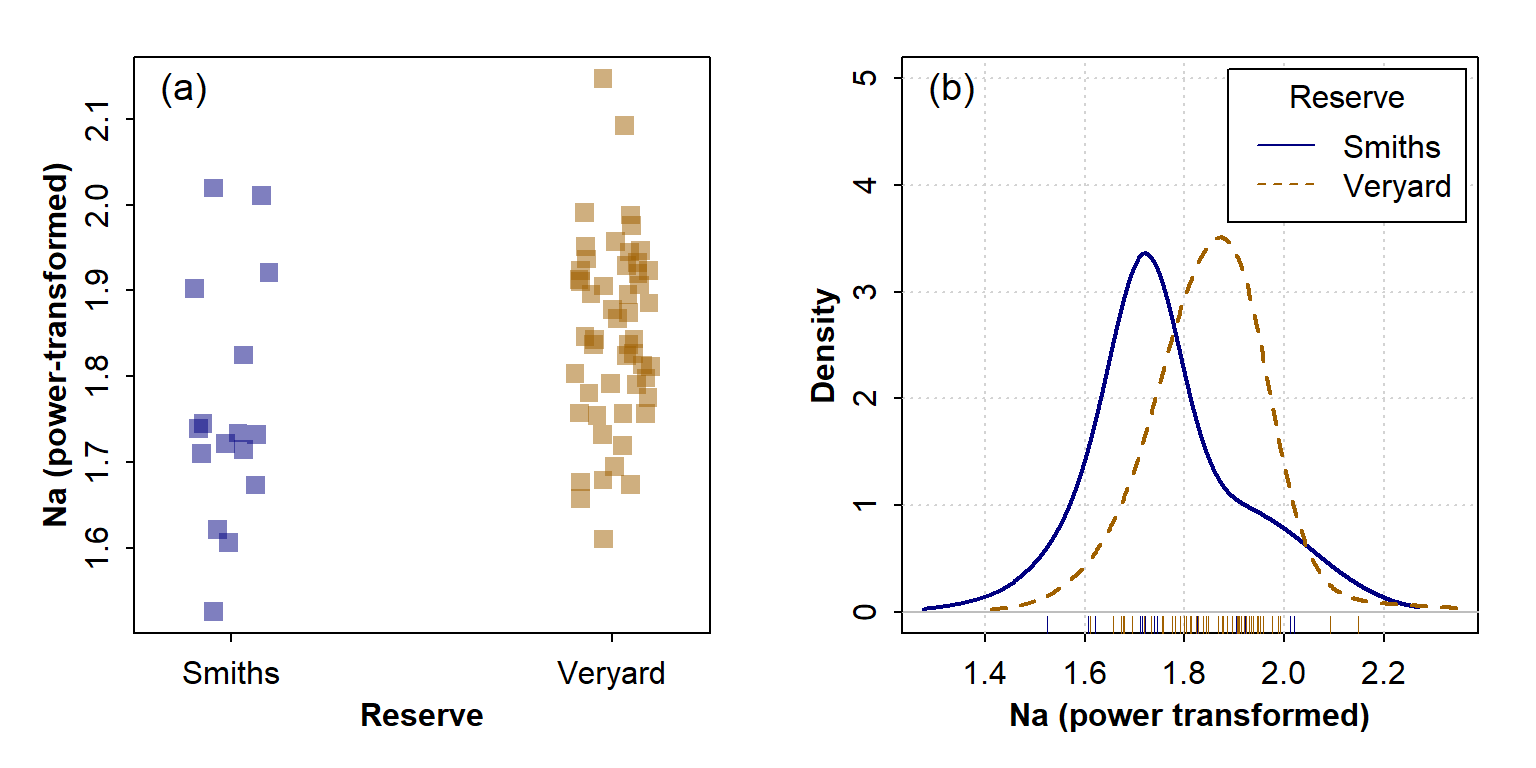 (a)
Na (power-transformed)
2.1
2.0
1.9
1.8
1.7
1.6
Smiths
Veryard
Reserve
(b)
Reserve
Smiths
Veryard
Density
5
4
3
2
1
0
1.4
1.6
1.8
2.0
2.2
Na (power transformed)